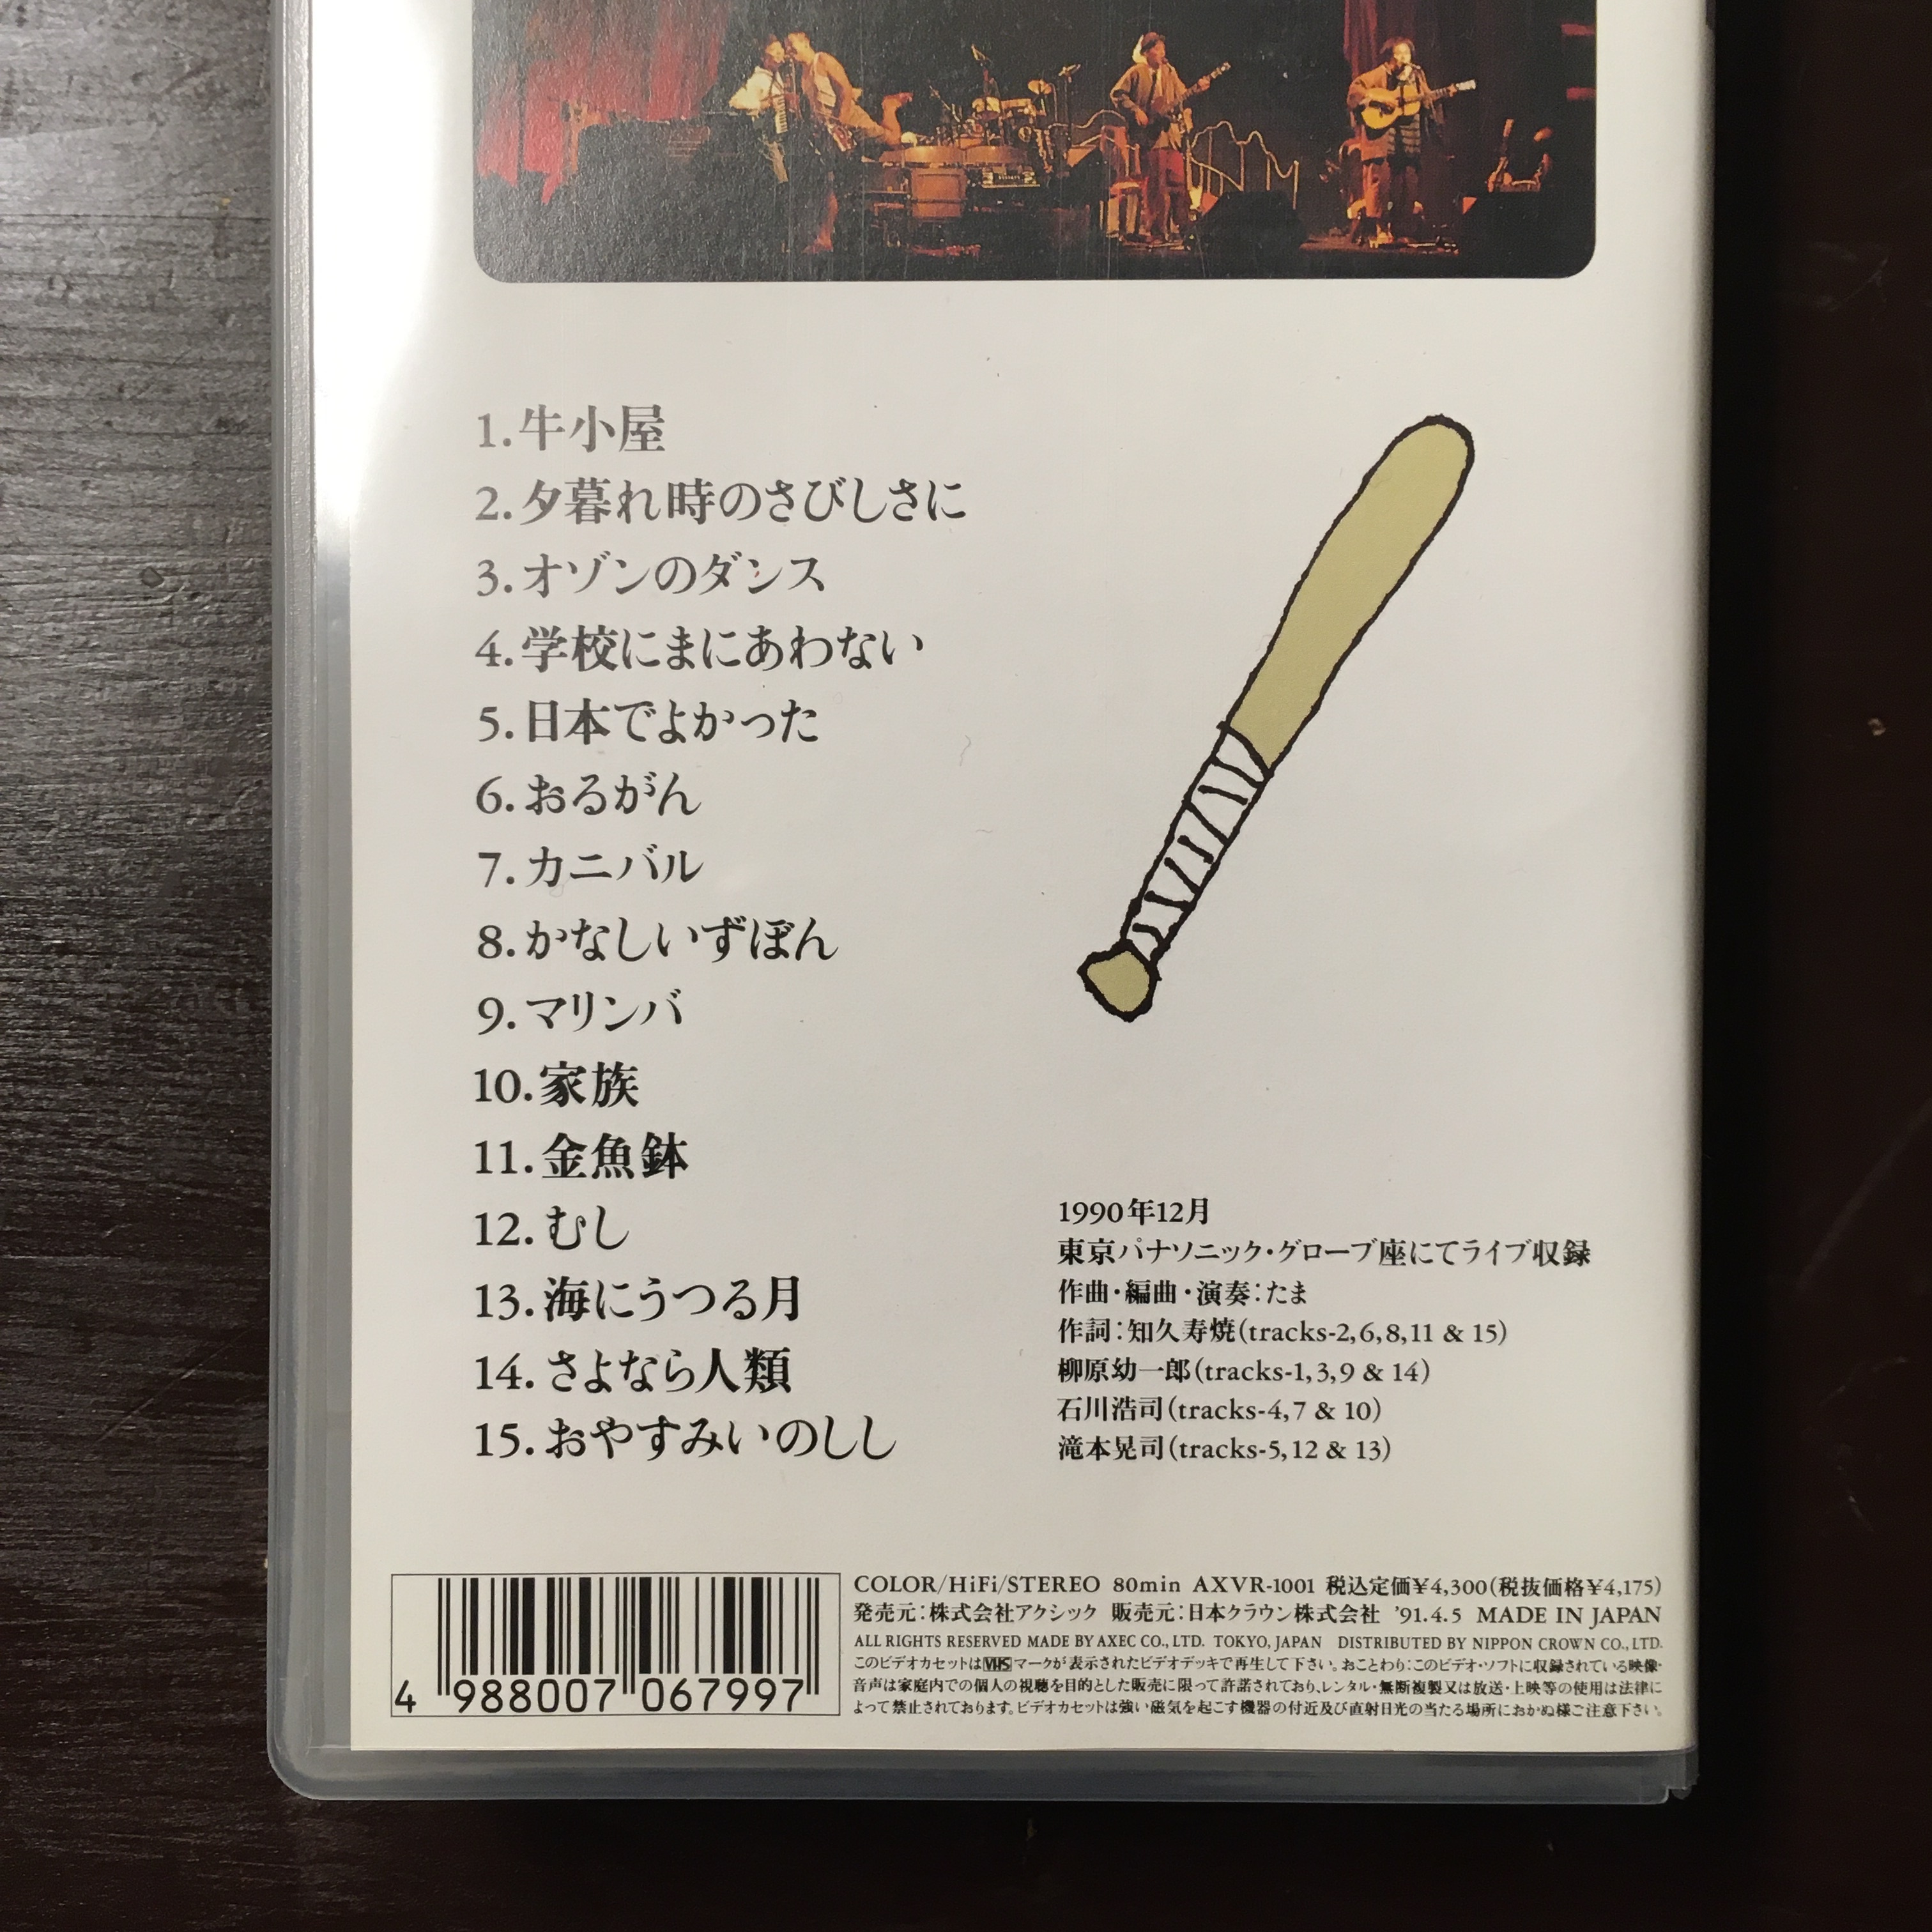 1.牛小屋
2.夕暮れ時のさびしさに
3.オゾンのダンス
4.学校にまにあわない
5.日本でよかった
6.おるがん
7.カニバル
8.かなしいずぼん
9.マリンバ
10.家族
11.金魚鉢
12.むし
13.海にうつる月
14.さよなら人類
15.おやすみいのしし
1990年12月
東京パナソニック・グローブ座にてライブ収録
作曲・編曲・演奏:たま
作詞:知久寿焼(tracks-2,6,8,11 & 15)
柳原幼一郎(tracks-1,3,9 & 14)
石川浩司(tracks-4,7 & 10)
滝本晃司(tracks-5,12 & 13)
4 988007 067997
COLOR/HiFi/STEREO 80min AXVR-1001 税込定価¥4,300(税抜価格¥4,175)
発売元:株式会社アクシック 販売元:日本クラウン株式会社 '91.4.5 MADE IN JAPAN
ALL RIGHTS RESERVED MADE BY AXEC CO., LTD. TOKYO, JAPAN DISTRIBUTED BY NIPPON CROWN CO., LTD.
このビデオカセットはVHSマークが表示されたビデオデッキで再生して下さい。おことわり:このビデオ・ソフトに収録されている映像・
音声は家庭内での個人の視聴を目的とした販売に限って許諾されており、レンタル・無断複製又は放送・上映等の使用は法律に
よって禁止されております。ビデオカセットは強い磁気を起こす機器の付近及び直射日光の当たる場所におかぬ様ご注意下さい。